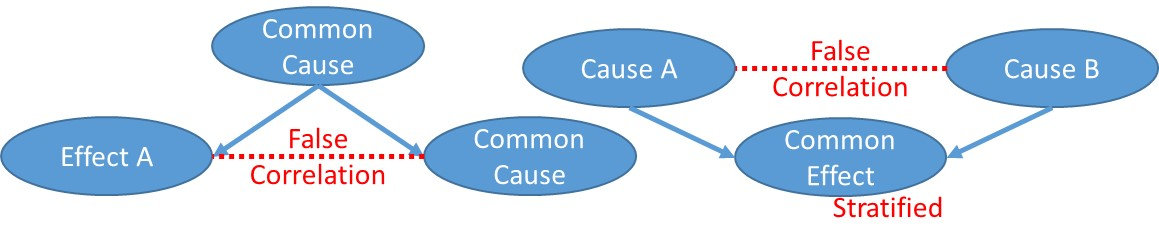 Common
Cause
Effect A
False
Correlation
Common
Cause
Cause A
False
Correlation
Cause B
Common
Effect
Stratified